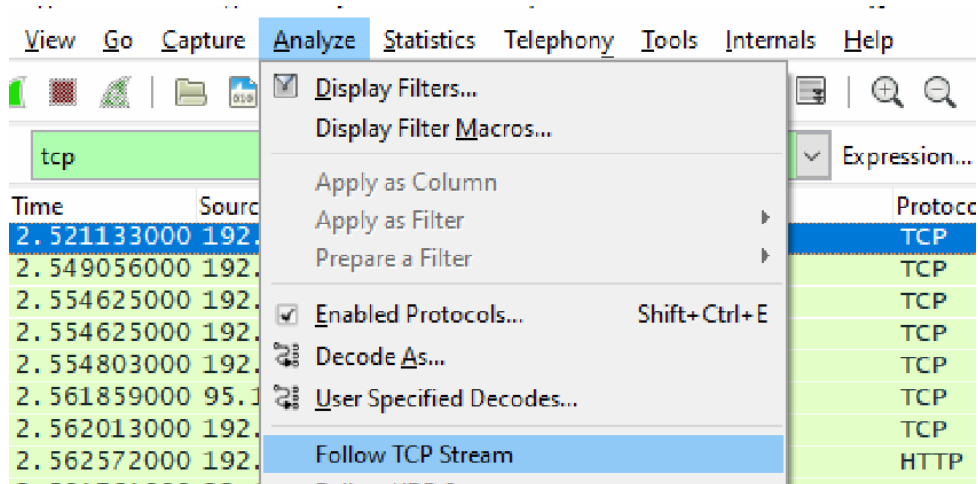 View Go Capture Analyze Statistics Telephony Tools Internals Help
Display Filters...
Display Filter Macros...
tcp Expression...
Apply as Column
Time Sourc Protoco
Apply as Filter
2.521133000 192. TCP
Prepare a Filter
2.549056000 192. TCP
2.554625000 192. TCP
Enabled Protocols... Shift+Ctrl+E
2.554625000 192. TCP
Decode As...
2.554803000 192. TCP
User Specified Decodes...
2.561859000 95.1 TCP
2.562013000 192. TCP
Follow TCP Stream
2.562572000 192. HTTP